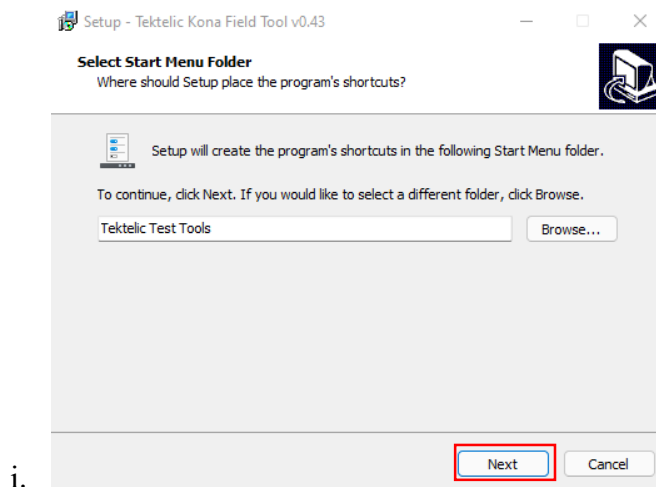 Setup - Tektelic Kona Field Tool v0.43
Select Start Menu Folder
Where should Setup place the program's shortcuts?
Setup will create the program's shortcuts in the following Start Menu folder.
To continue, click Next. If you would like to select a different folder, click Browse.
Tektelic Test Tools
Browse...
Next
Cancel
i.